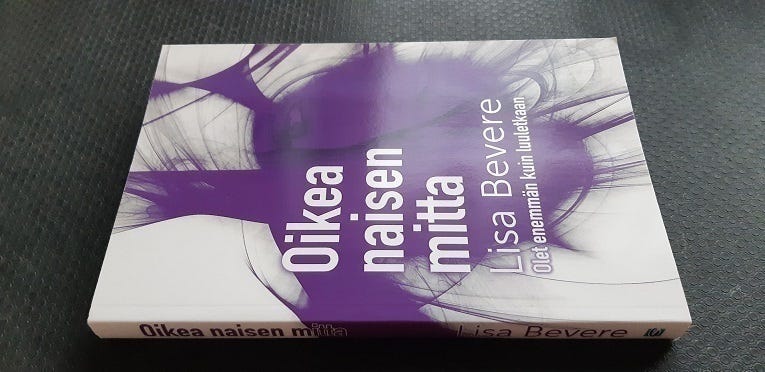 Oikea
naisen
mitta
Lisa Bevere
Olet enemmän kuin luuletkaan
Oikea naisen mitta
Lisa Bevere